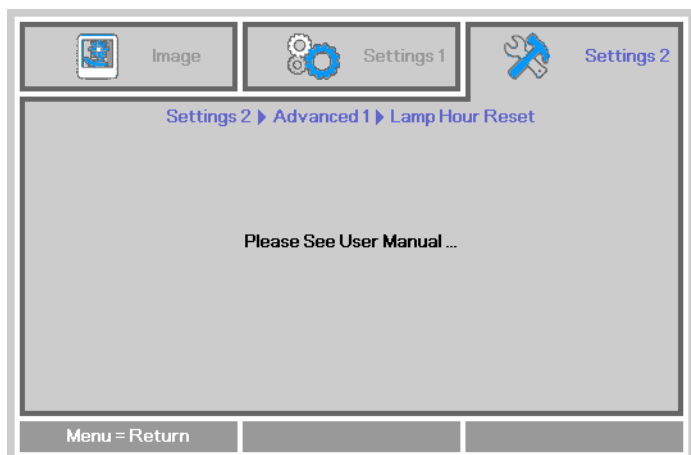 Image
Settings 1
Settings 2
Settings 2 ▶ Advanced 1 ▶ Lamp Hour Reset
Please See User Manual ...
Menu = Return